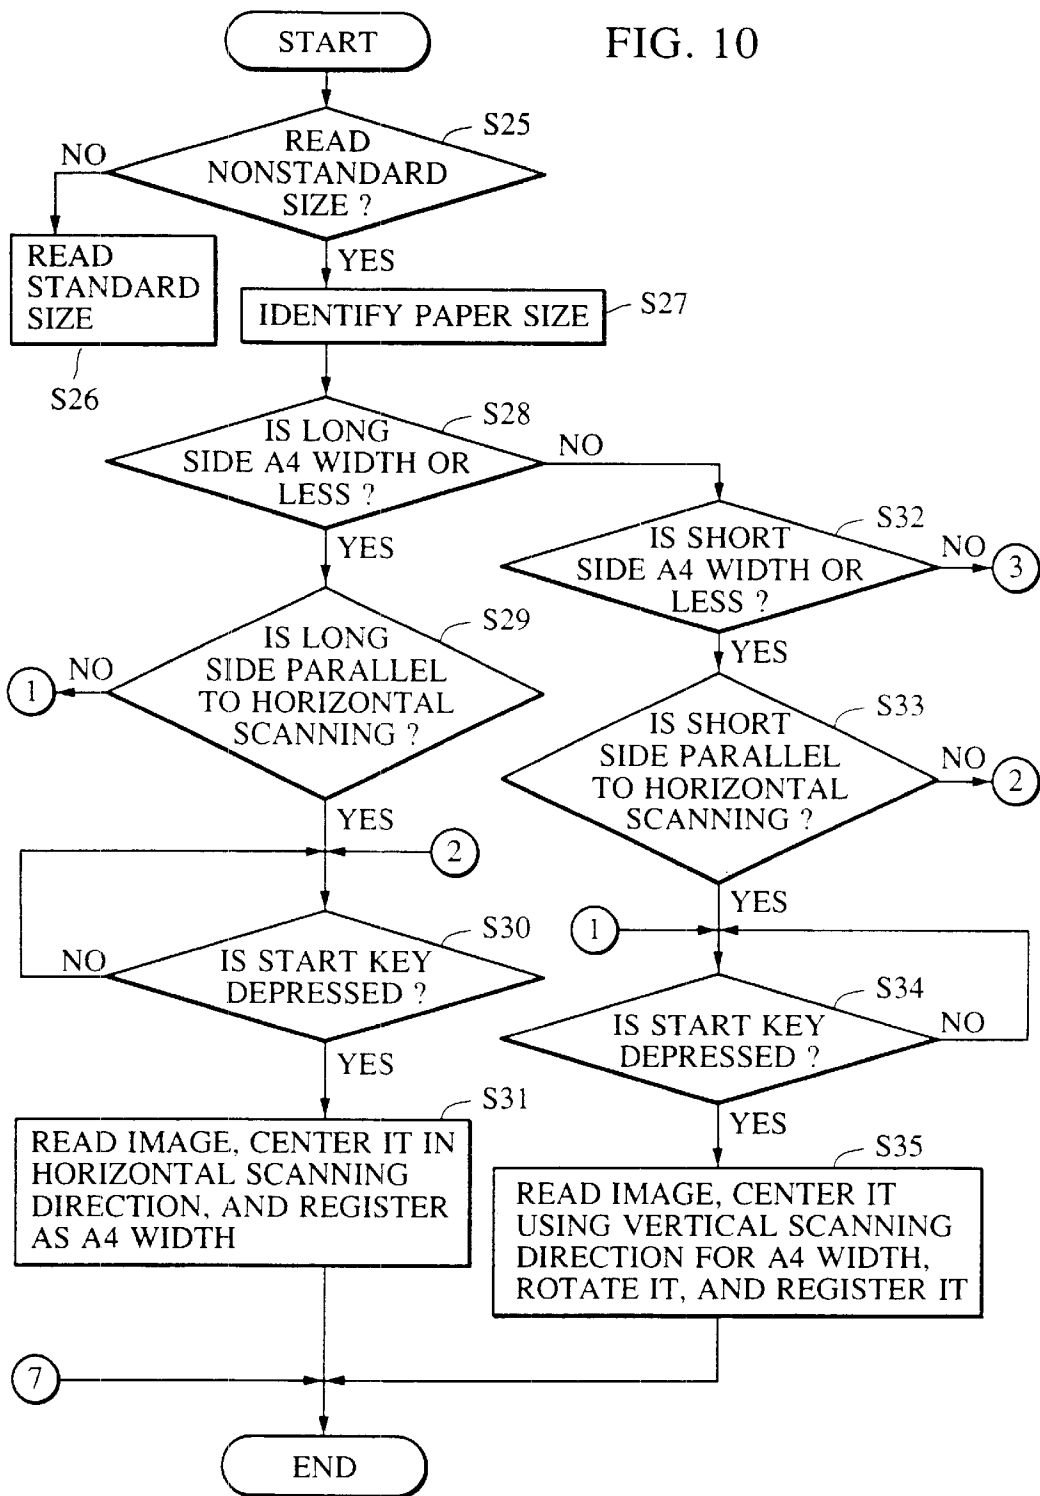 START
FIG. 10
S25
READ
NONSTANDARD
SIZE ?
NO
YES
READ
STANDARD
SIZE
S26
IDENTIFY PAPER SIZE
S27
S28
IS LONG
SIDE A4 WIDTH OR
LESS ?
NO
YES
S32
IS SHORT
SIDE A4 WIDTH OR
LESS ?
NO
3
YES
S29
IS LONG
SIDE PARALLEL
TO HORIZONTAL
SCANNING ?
NO
1
YES
S33
IS SHORT
SIDE PARALLEL
TO HORIZONTAL
SCANNING ?
NO
2
YES
2
1
S30
IS START KEY
DEPRESSED ?
NO
YES
S34
IS START KEY
DEPRESSED ?
NO
YES
S31
READ IMAGE, CENTER IT IN
HORIZONTAL SCANNING
DIRECTION, AND REGISTER
AS A4 WIDTH
S35
READ IMAGE, CENTER IT
USING VERTICAL SCANNING
DIRECTION FOR A4 WIDTH,
ROTATE IT, AND REGISTER IT
7
END